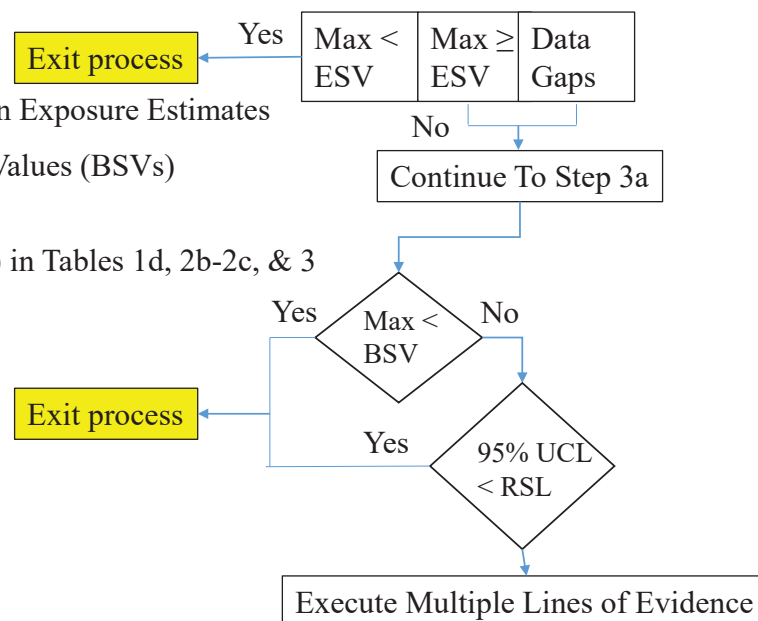 Yes
Max <
ESV
Max ≥
ESV
Data
Gaps
Exit process
n Exposure Estimates
No
Values (BSVs)
Continue To Step 3a
) in Tables 1d, 2b-2c, & 3
Yes
Max <
BSV
No
Exit process
Yes
95% UCL
< RSL
Execute Multiple Lines of Evidence